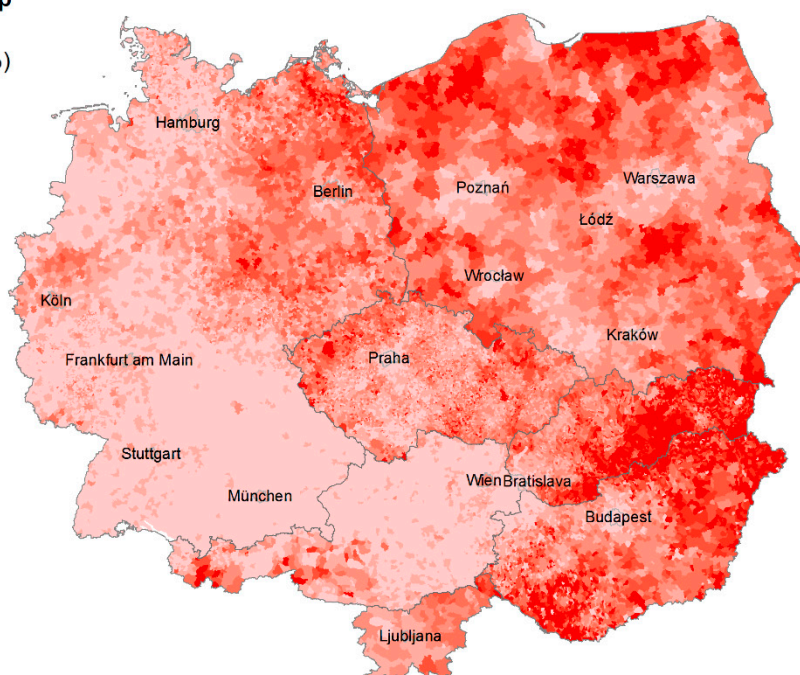 p
)
Hamburg
Berlin
Poznań
Warszawa
Łódź
Köln
Wrocław
Frankfurt am Main
Praha
Kraków
Stuttgart
München
Wien
Bratislava
Budapest
Ljubljana